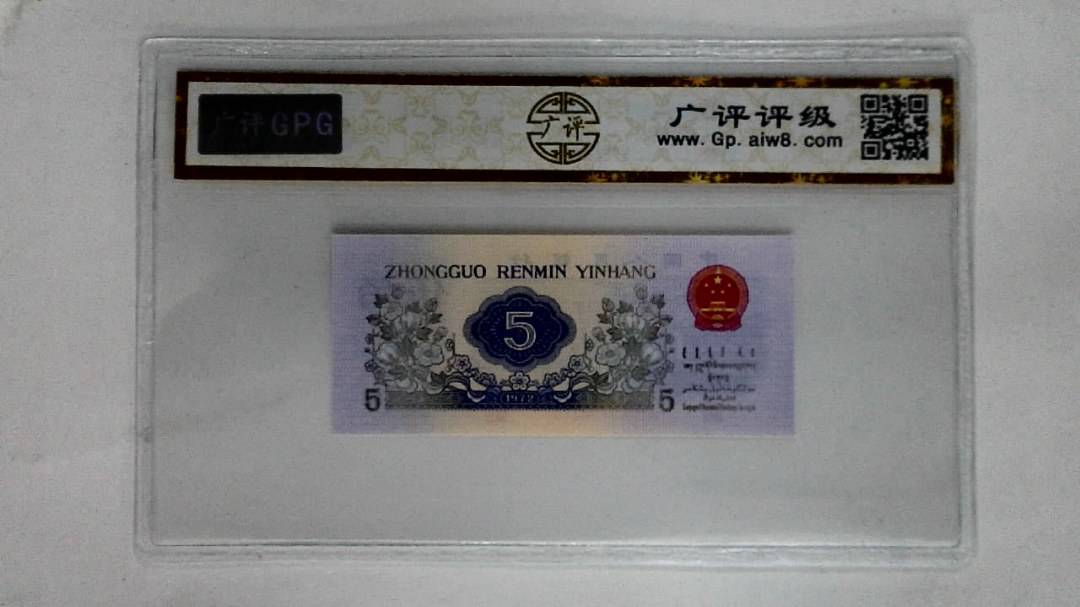 广评GPG
广评
广评评级
www. Gp. aiw8. com
ZHONGGUO RENMIN YINHANG
5
1972
5 5